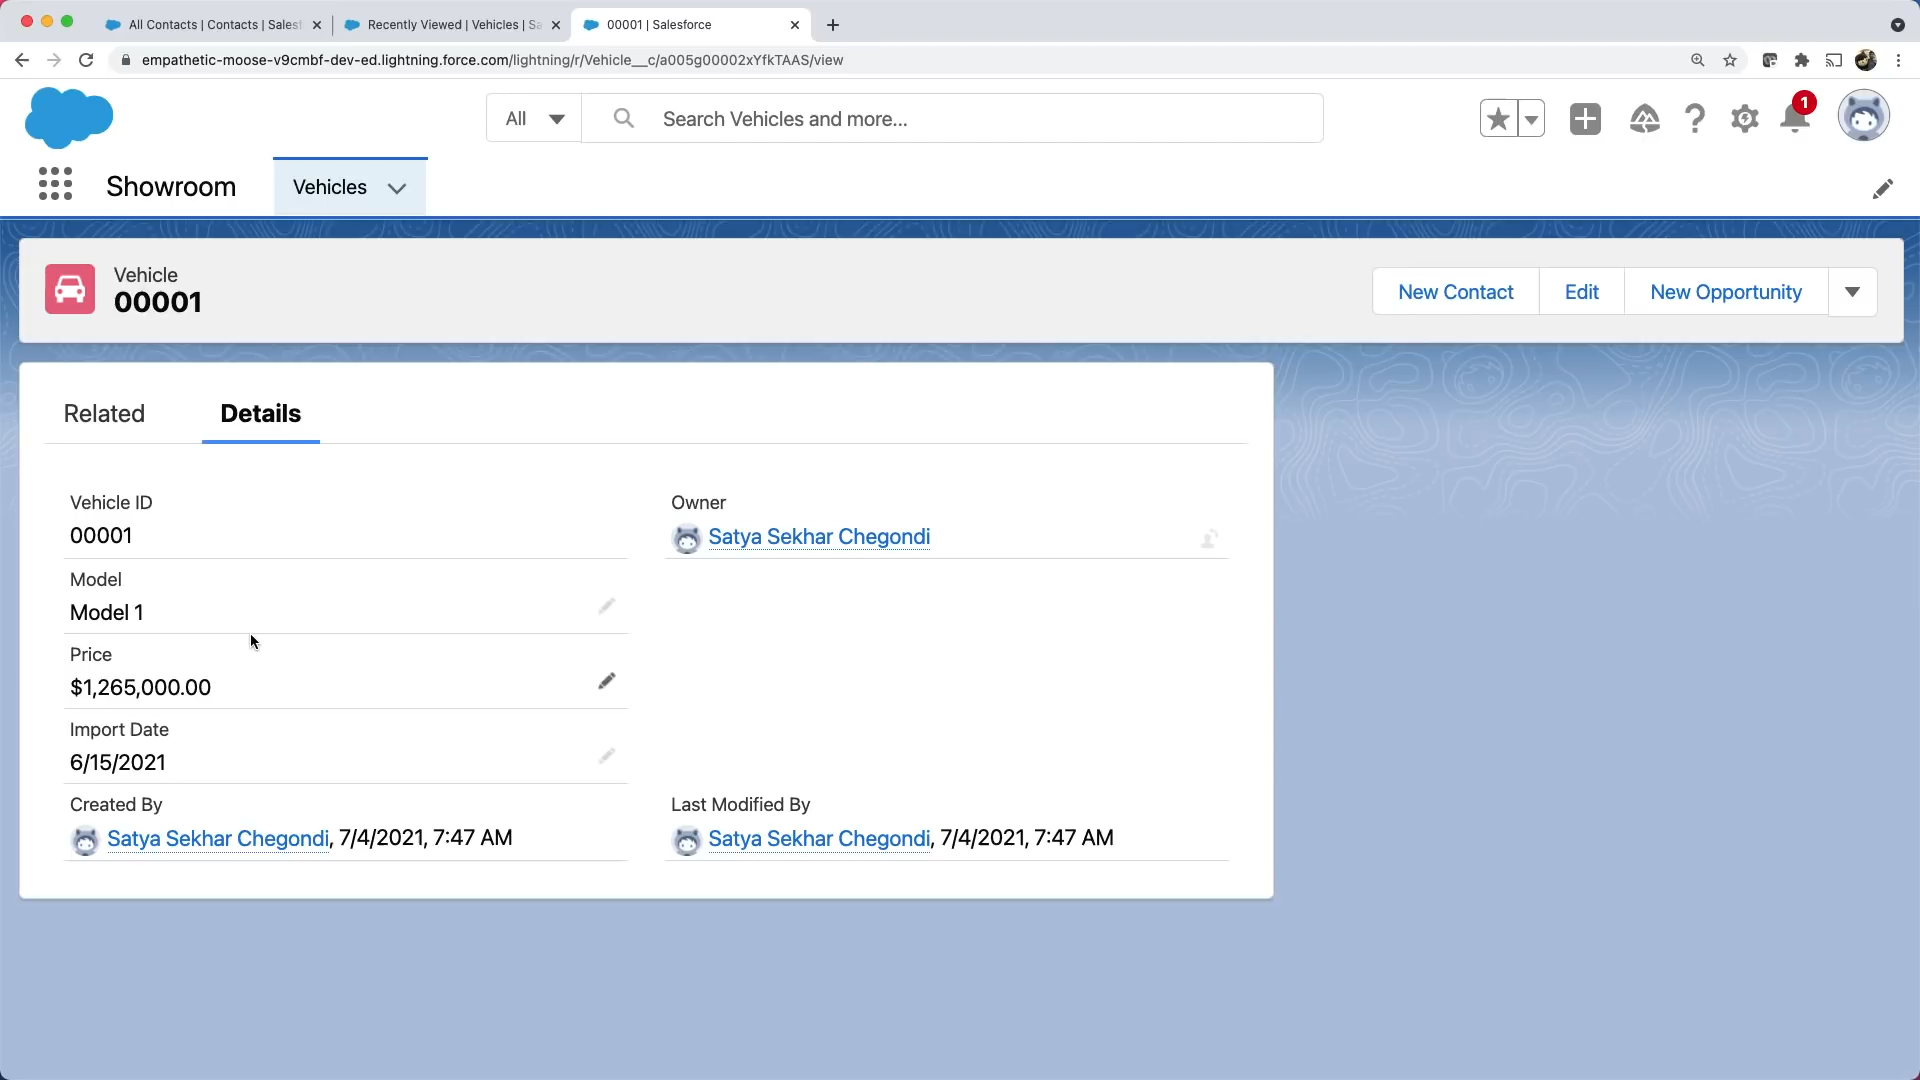 All Contacts | Contacts | Salesf
Recently Viewed | Vehicles | Sa
00001 | Salesforce
empathetic-moose-v9cmbf-dev-ed.lightning.force.com/lightning/r/Vehicle__c/a005g00002xYfkTAAS/view
All
Search Vehicles and more...
1
Showroom
Vehicles
Vehicle
00001
New Contact
Edit
New Opportunity
Related
Details
Vehicle ID
00001
Owner
Satya Sekhar Chegondi
Model
Model 1
Price
$1,265,000.00
Import Date
6/15/2021
Created By
Satya Sekhar Chegondi, 7/4/2021, 7:47 AM
Last Modified By
Satya Sekhar Chegondi, 7/4/2021, 7:47 AM